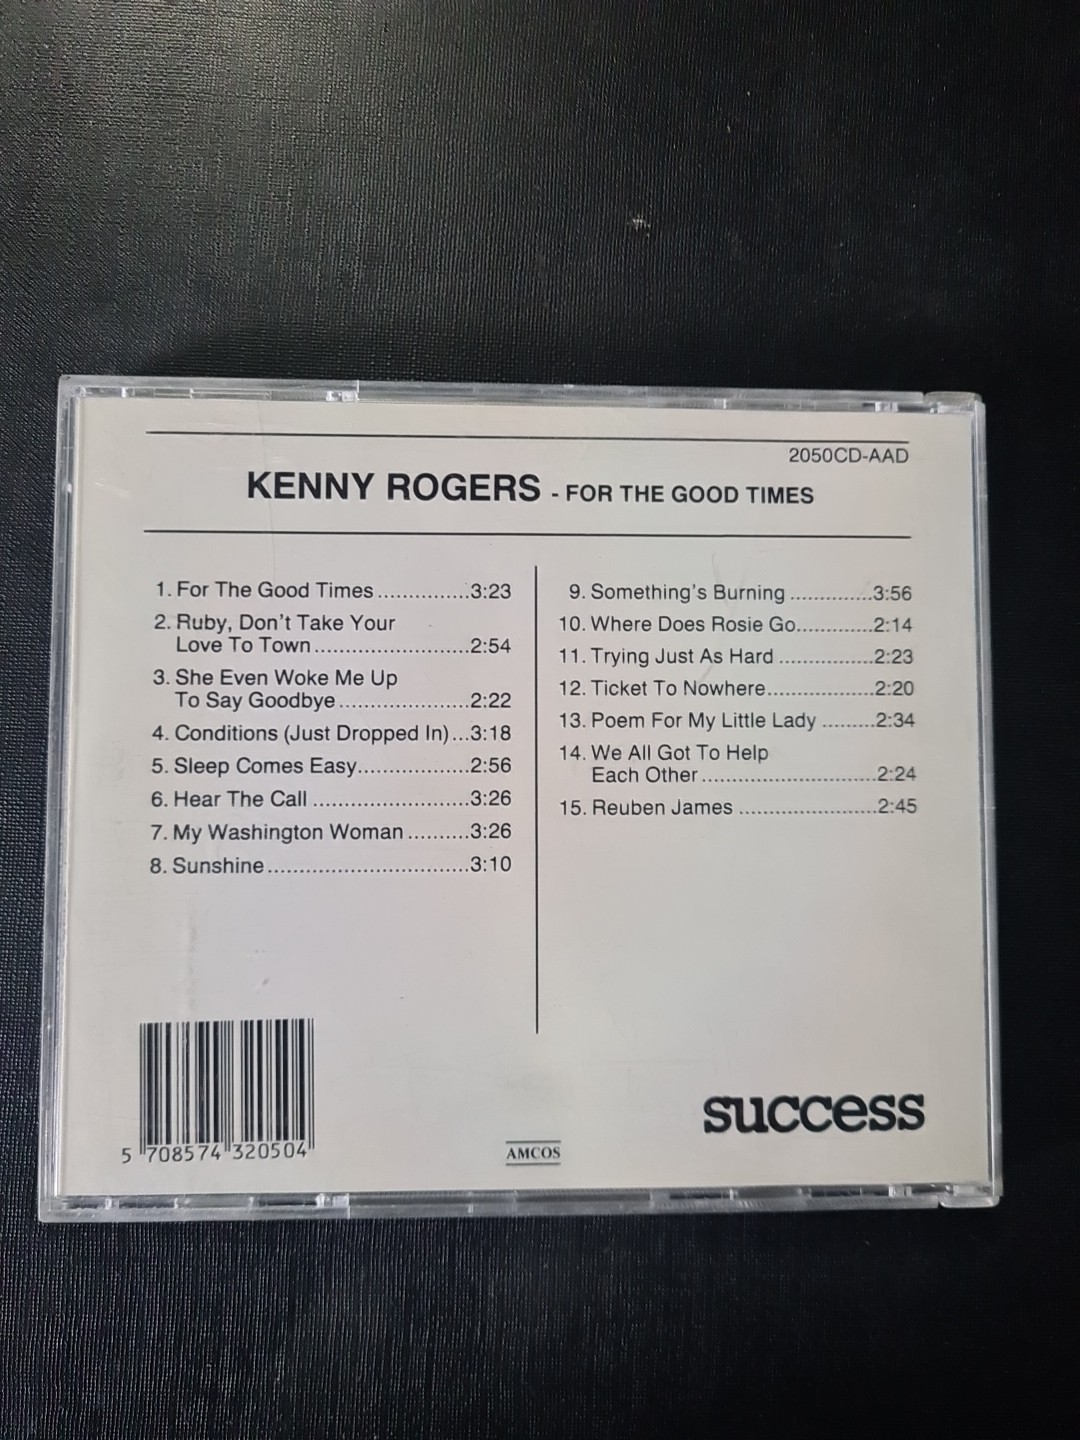 2050CD-AAD
KENNY ROGERS - FOR THE GOOD TIMES
1. For The Good Times ...............3:23
2. Ruby, Don't Take Your
Love To Town ........................2:54
3. She Even Woke Me Up
To Say Goodbye ....................2:22
4. Conditions (Just Dropped In)...3:18
5. Sleep Comes Easy.................2:56
6. Hear The Call ........................3:26
7. My Washington Woman ..........3:26
8. Sunshine ...............................3:10
9. Something's Burning ..............3:56
10. Where Does Rosie Go............2:14
11. Trying Just As Hard ...............2:23
12. Ticket To Nowhere.................2:20
13. Poem For My Little Lady .........2:34
14. We All Got To Help
Each Other ...........................2:24
15. Reuben James ......................2:45
success
5 708574 320504
AMCOS